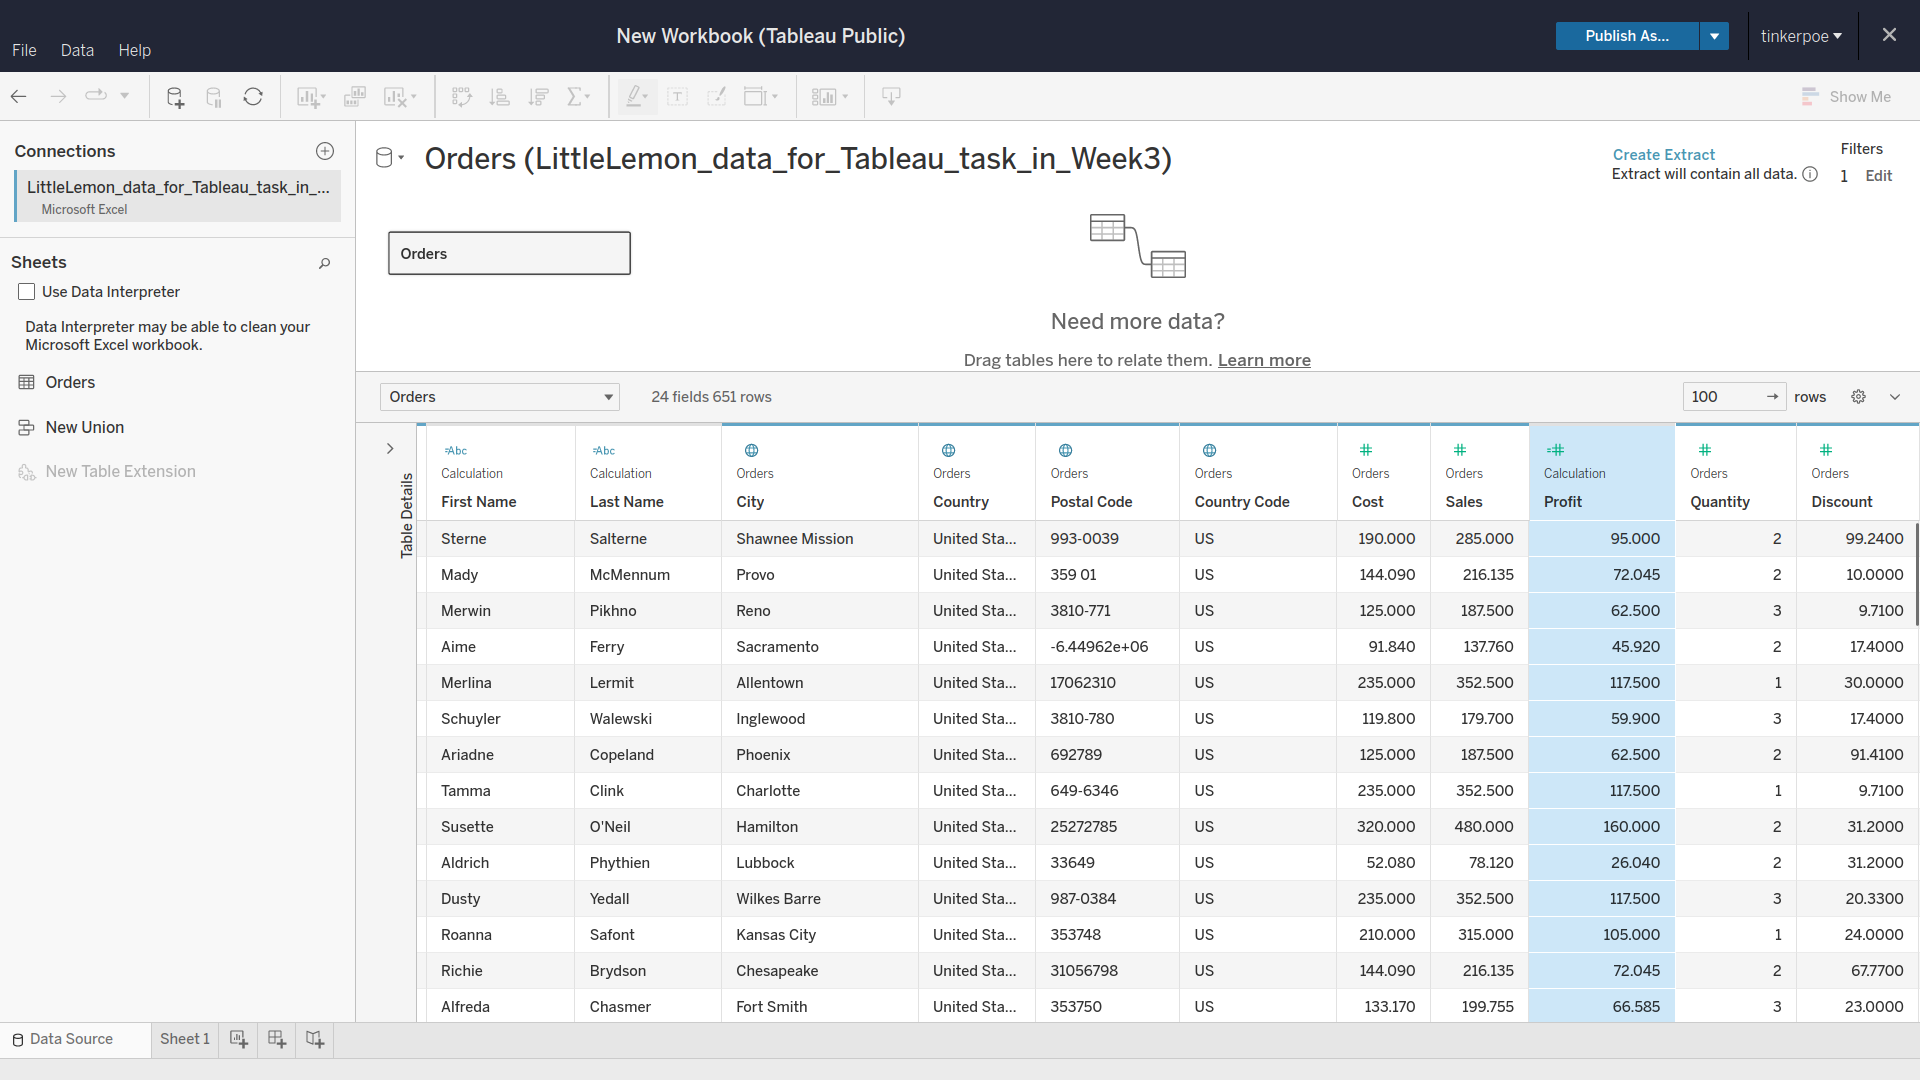 New Workbook (Tableau Public)
Publish As...
tinkerpoe
File Data Help
Show Me
Connections
LittleLemon_data_for_Tableau_task_in_...
Microsoft Excel
Sheets
Use Data Interpreter
Data Interpreter may be able to clean your
Microsoft Excel workbook.
Orders
New Union
New Table Extension
Orders (LittleLemon_data_for_Tableau_task_in_Week3)
Create Extract
Extract will contain all data.
Filters
1 Edit
Orders
Need more data?
Drag tables here to relate them. Learn more
Orders
24 fields 651 rows
100 rows
Table Details
=Abc =Abc
Calculation Calculation Orders Orders Orders Orders Orders Orders Calculation Orders Orders
First Name Last Name City Country Postal Code Country Code Cost Sales Profit Quantity Discount
Sterne Salterne Shawnee Mission United Sta... 993-0039 US 190.000 285.000 95.000 2 99.2400
Mady McMennum Provo United Sta... 359 01 US 144.090 216.135 72.045 2 10.0000
Merwin Pikhno Reno United Sta... 3810-771 US 125.000 187.500 62.500 3 9.7100
Aime Ferry Sacramento United Sta... -6.44962e+06 US 91.840 137.760 45.920 2 17.4000
Merlina Lermit Allentown United Sta... 17062310 US 235.000 352.500 117.500 1 30.0000
Schuyler Walewski Inglewood United Sta... 3810-780 US 119.800 179.700 59.900 3 17.4000
Ariadne Copeland Phoenix United Sta... 692789 US 125.000 187.500 62.500 2 91.4100
Tamma Clink Charlotte United Sta... 649-6346 US 235.000 352.500 117.500 1 9.7100
Susette O'Neil Hamilton United Sta... 25272785 US 320.000 480.000 160.000 2 31.2000
Aldrich Phythien Lubbock United Sta... 33649 US 52.080 78.120 26.040 2 31.2000
Dusty Yedall Wilkes Barre United Sta... 987-0384 US 235.000 352.500 117.500 3 20.3300
Roanna Safont Kansas City United Sta... 353748 US 210.000 315.000 105.000 1 24.0000
Richie Brydson Chesapeake United Sta... 31056798 US 144.090 216.135 72.045 2 67.7700
Alfreda Chasmer Fort Smith United Sta... 353750 US 133.170 199.755 66.585 3 23.0000
Data Source Sheet 1